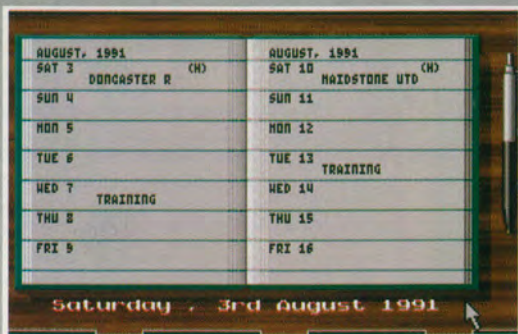 AUGUST, 1991
SAT 3 (H)
DONCASTER R
SUN 4
MON 5
TUE 6
WED 7
TRAINING
THU 8
FRI 9
AUGUST, 1991
SAT 10 (H)
MAIDSTONE UTD
SUN 11
MON 12
TUE 13
TRAINING
WED 14
THU 15
FRI 16
Saturday , 3rd August 1991